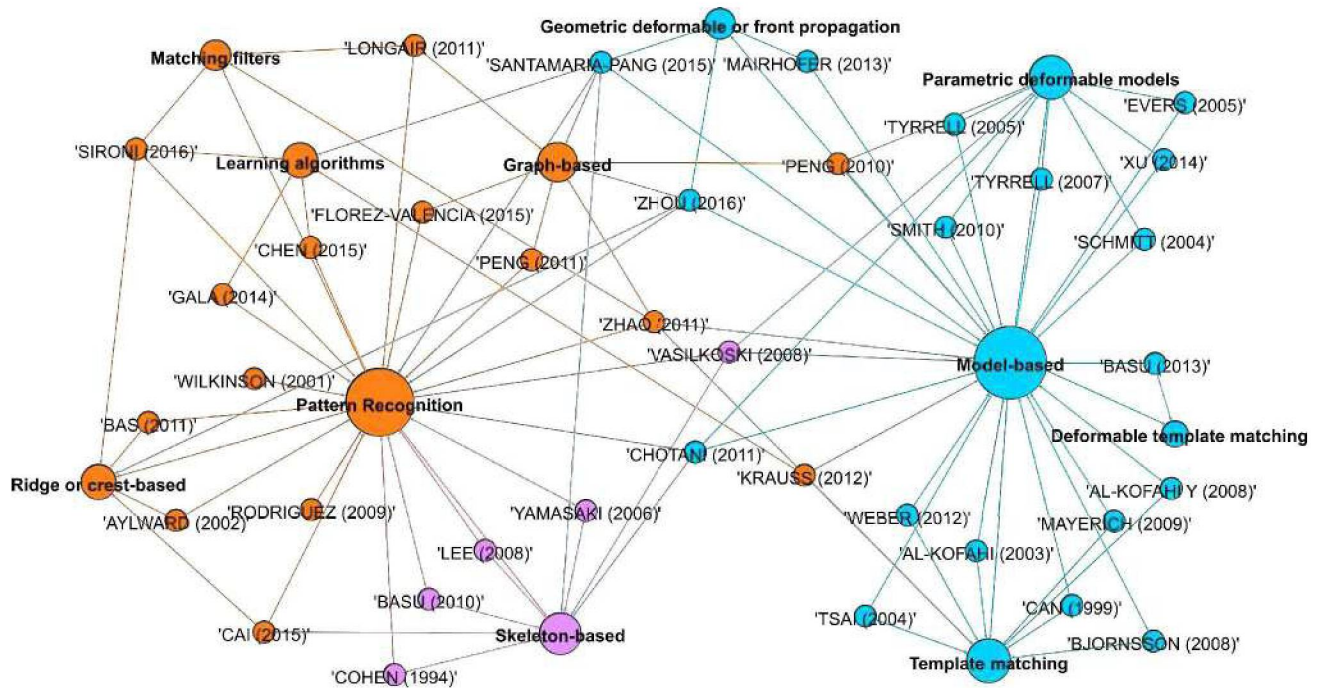 Geometric deformable or front propagation
'LONGAIR (2011)'
Matching filters
'SANTAMARIA-PANG (2015)'
'MAIRHOFER (2013)'
Parametric deformable models
'EVERS (2005)'
'TYRRELL (2005)'
'SIRONI (2016)'
Learning algorithms
Graph-based
'PENG (2010)'
'XU (2014)'
'TYRRELL (2007)'
'ZHOU (2016)'
'FLOREZ-VALENCIA (2015)'
'SMITH (2010)'
'SCHMITT (2004)'
'CHEN (2015)'
'PENG (2011)'
'GALA (2014)'
'ZHAO (2011)'
'VASILKOSKI (2008)'
Model-based
'BASU (2013)'
'WILKINSON (2001)'
Pattern Recognition
'BAS (2011)'
Deformable template matching
'CHOTANI (2011)'
'KRAUSS (2012)'
Ridge or crest-based
'AL-KOFAHI Y (2008)'
'AYLWARD (2002)'
'RODRIGUEZ (2009)'
'YAMASAKI (2006)'
'WEBER (2012)'
'MAYERICH (2009)'
'LEE (2008)'
'AL-KOFAHI (2003)'
'BASU (2010)'
'CAN (1999)'
'TSAI (2004)'
'CAI (2015)'
Skeleton-based
'BJORNSSON (2008)'
Template matching
'COHEN (1994)'